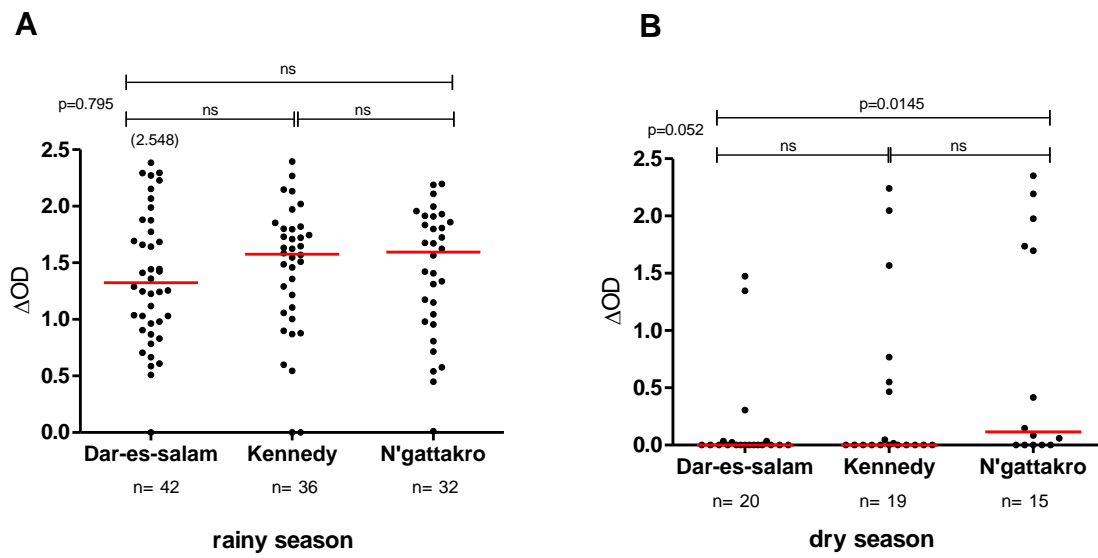 A
ns
p=0.795
ns
ns
(2.548)
2.5
2.0
1.5
1.0
0.5
0.0
ΔOD
Dar-es-salam
Kennedy
N'gattakro
n= 42
n= 36
n= 32
rainy season
B
p=0.0145
p=0.052
ns
ns
2.5
2.0
1.5
1.0
0.5
0.0
ΔOD
Dar-es-salam
Kennedy
N'gattakro
n= 20
n= 19
n= 15
dry season